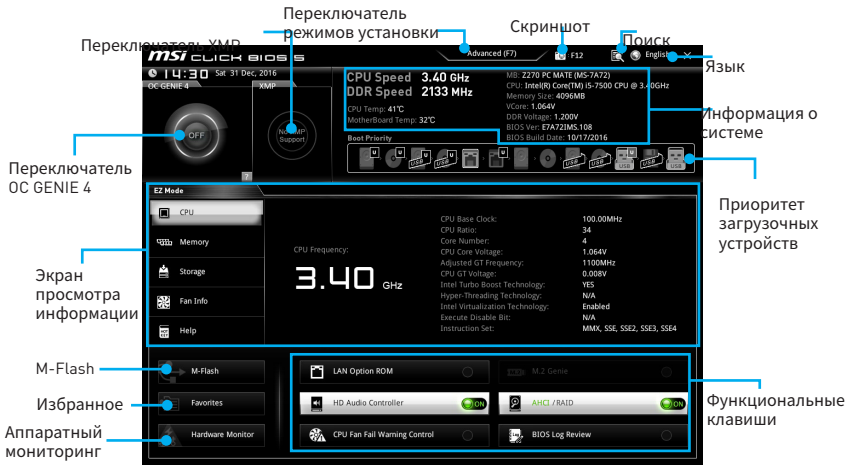 Переключатель режимов установки
Скриншот
Поиск
Переключатель XMP
Язык
Информация о системе
Переключатель OC GENIE 4
Приоритет загрузочных устройств
Экран просмотра информации
M-Flash
Избранное
Аппаратный мониторинг
Функциональные клавиши
msi CLICK BIOS 5
Advanced (F7)
F12
English
14:30 Sat 31 Dec, 2016
OC GENIE 4
XMP
OFF
No XMP Support
?
CPU Speed 3.40 GHz
DDR Speed 2133 MHz
CPU Temp: 41°C
MotherBoard Temp: 32°C
MB: Z270 PC MATE (MS-7A72)
CPU: Intel(R) Core(TM) i5-7500 CPU @ 3.40GHz
Memory Size: 4096MB
VCore: 1.064V
DDR Voltage: 1.200V
BIOS Ver: E7A72IMS.108
BIOS Build Date: 10/17/2016
Boot Priority
U U U U U U U
USB USB USB USB USB USB
EZ Mode
CPU
Memory
Storage
Fan Info
Help
CPU Frequency:
3.40 GHz
CPU Base Clock: 100.00MHz
CPU Ratio: 34
Core Number: 4
CPU Core Voltage: 1.064V
Adjusted GT Frequency: 1100MHz
CPU GT Voltage: 0.008V
Intel Turbo Boost Technology: YES
Hyper-Threading Technology: N/A
Intel Virtualization Technology: Enabled
Execute Disable Bit: N/A
Instruction Set: MMX, SSE, SSE2, SSE3, SSE4
M-Flash
Favorites
Hardware Monitor
LAN Option ROM
M.2 Genie
HD Audio Controller ON
AHCI / RAID ON
CPU Fan Fail Warning Control
BIOS Log Review